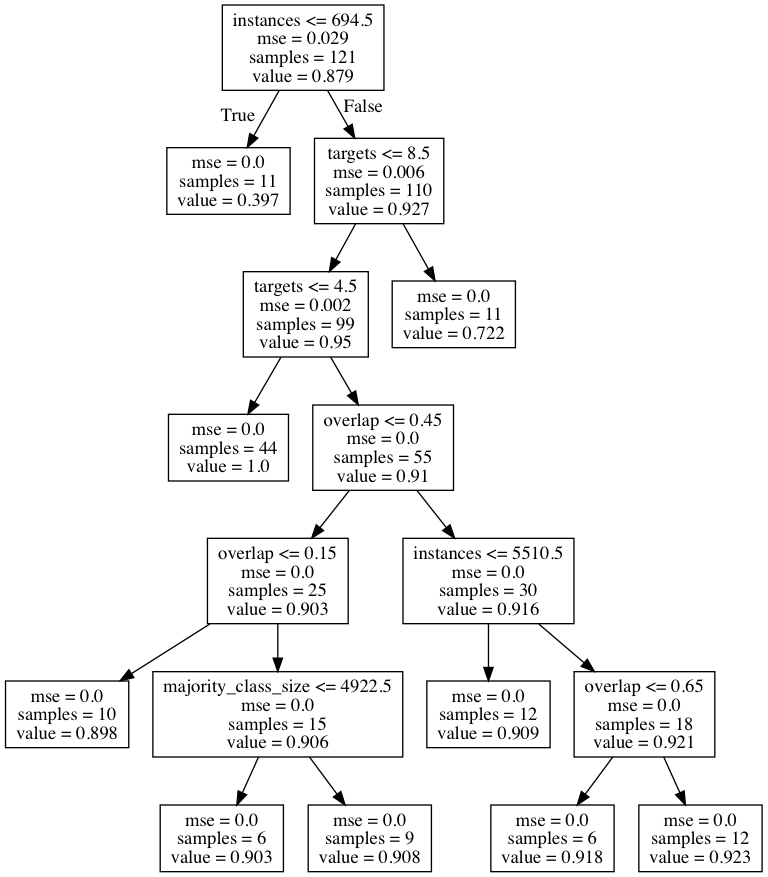 instances <= 694.5
mse = 0.029
samples = 121
value = 0.879
True
False
mse = 0.0
samples = 11
value = 0.397
targets <= 8.5
mse = 0.006
samples = 110
value = 0.927
targets <= 4.5
mse = 0.002
samples = 99
value = 0.95
mse = 0.0
samples = 11
value = 0.722
mse = 0.0
samples = 44
value = 1.0
overlap <= 0.45
mse = 0.0
samples = 55
value = 0.91
overlap <= 0.15
mse = 0.0
samples = 25
value = 0.903
instances <= 5510.5
mse = 0.0
samples = 30
value = 0.916
mse = 0.0
samples = 10
value = 0.898
majority_class_size <= 4922.5
mse = 0.0
samples = 15
value = 0.906
mse = 0.0
samples = 12
value = 0.909
overlap <= 0.65
mse = 0.0
samples = 18
value = 0.921
mse = 0.0
samples = 6
value = 0.903
mse = 0.0
samples = 9
value = 0.908
mse = 0.0
samples = 6
value = 0.918
mse = 0.0
samples = 12
value = 0.923